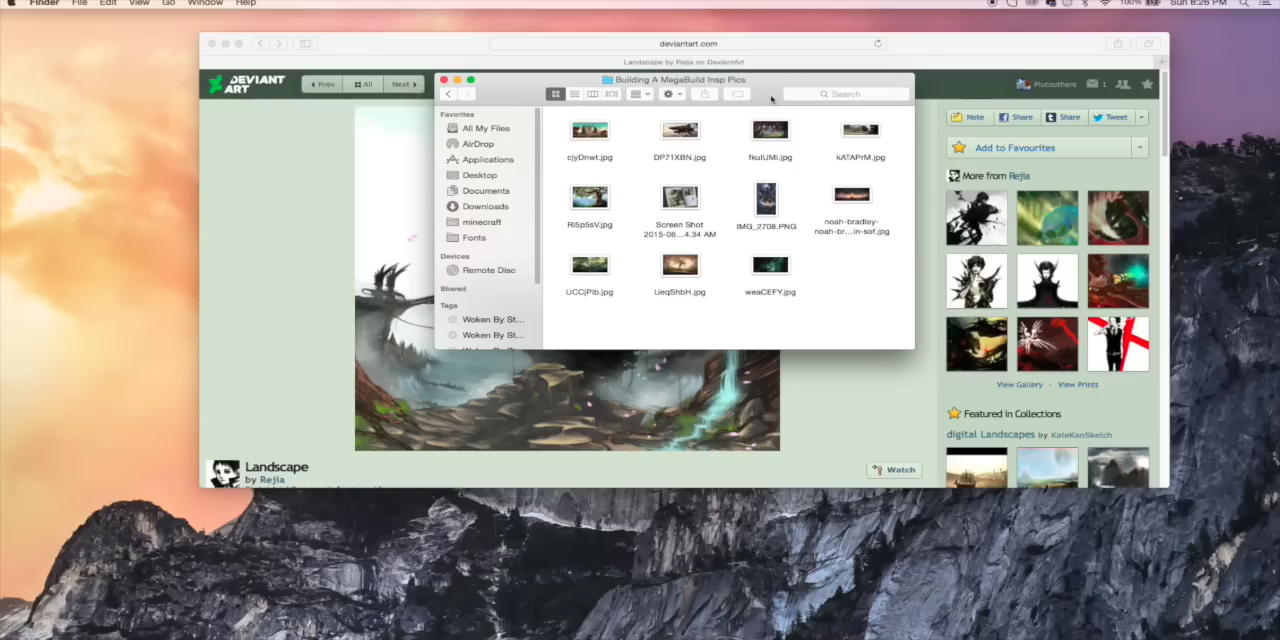 Finder File Edit View Go Window Help
100% Sun 8:26 PM
deviantart.com
Landscape by Rejia on DeviantArt
DEVIANT
ART
Prev All Next
Plutouthere 1
Building A MegaBuild Insp Pics
Search
Favorites
All My Files
AirDrop
Applications
Desktop
Documents
Downloads
minecraft
Fonts
Devices
Remote Disc
Shared
Tags
Woken By St...
Woken By St...
cjyDnwt.jpg DP71XBN.jpg fkuIUMi.jpg kATAPrM.jpg
Rl5p5sV.jpg Screen Shot
2015-06...4.34 AM IMG_2708.PNG noah-bradley-
noah-br...in-sof.jpg
UCCjPIb.jpg UeqShbH.jpg weaCEFY.jpg
Note Share Share Tweet
Add to Favourites
More from Rejia
View Gallery - View Prints
Featured in Collections
digital Landscapes by KateKanSketch
Landscape
by Rejia
Watch